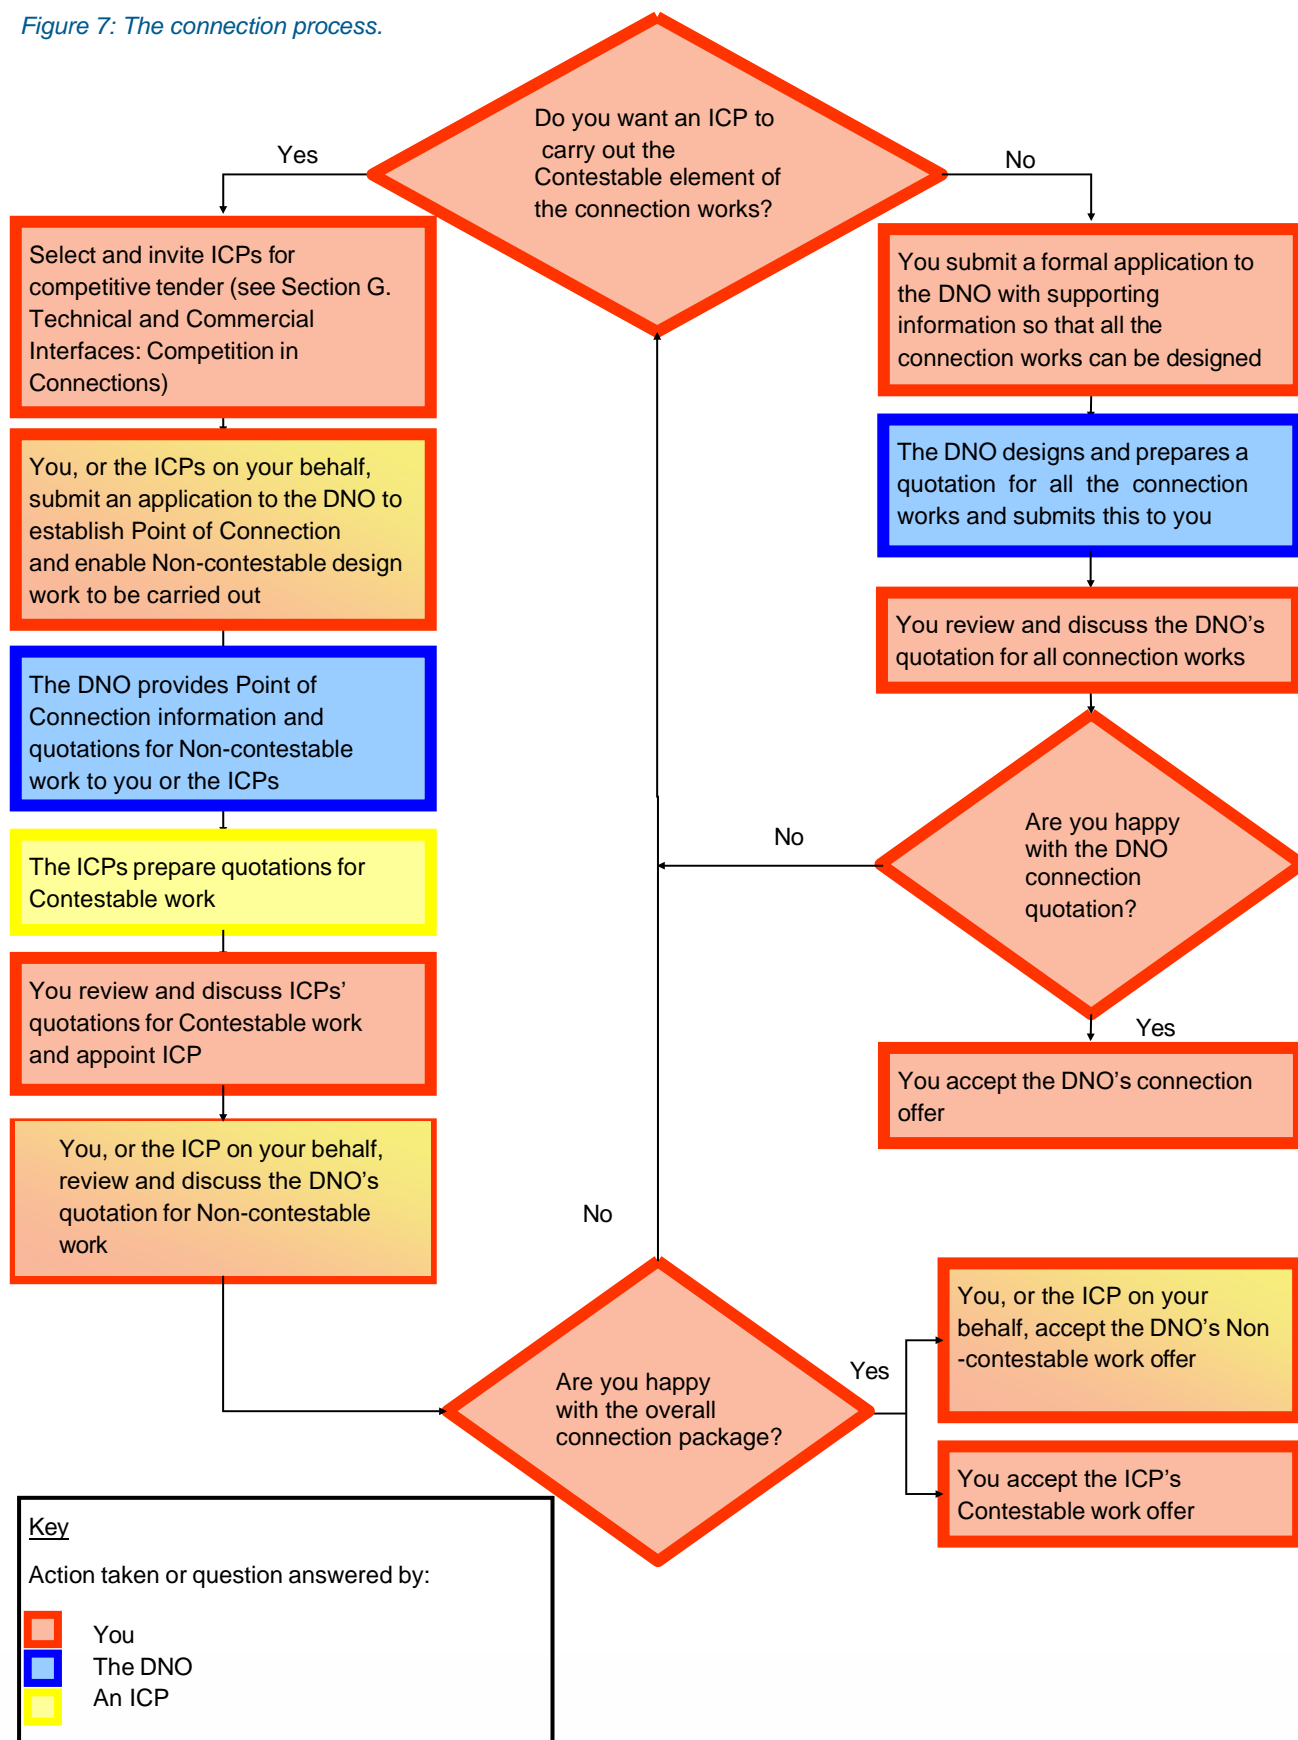 Figure 7: The connection process.
Do you want an ICP to
carry out the
Contestable element of
the connection works?
Yes
No
Select and invite ICPs for
competitive tender (see Section G.
Technical and Commercial
Interfaces: Competition in
Connections)
You, or the ICPs on your behalf,
submit an application to the DNO to
establish Point of Connection
and enable Non-contestable design
work to be carried out
The DNO provides Point of
Connection information and
quotations for Non-contestable
work to you or the ICPs
The ICPs prepare quotations for
Contestable work
You review and discuss ICPs’
quotations for Contestable work
and appoint ICP
You, or the ICP on your behalf,
review and discuss the DNO’s
quotation for Non-contestable
work
You submit a formal application to
the DNO with supporting
information so that all the
connection works can be designed
The DNO designs and prepares a
quotation for all the connection
works and submits this to you
You review and discuss the DNO’s
quotation for all connection works
Are you happy
with the DNO
connection
quotation?
No
Yes
You accept the DNO’s connection
offer
No
Are you happy
with the overall
connection package?
Yes
You, or the ICP on your
behalf, accept the DNO’s Non
-contestable work offer
You accept the ICP’s
Contestable work offer
Key
Action taken or question answered by:
You
The DNO
An ICP